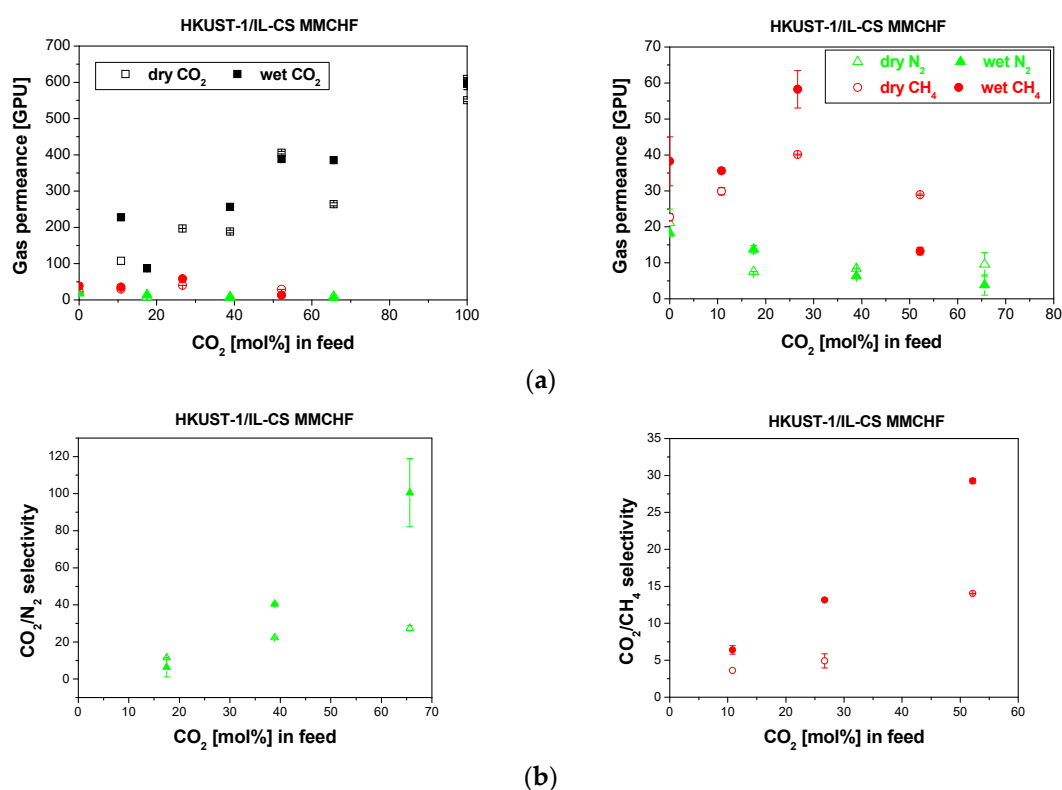 HKUST-1/IL-CS MMCHF
700
600
500
400
300
200
100
00
0 20 40 60 80 100
dry CO₂ wet CO₂
Gas permeance [GPU]
CO₂ [mol%] in feed
HKUST-1/IL-CS MMCHF
70
60
50
40
30
20
10
0
0 10 20 30 40 50 60 70 80
dry N₂ wet N₂
dry CH₄ wet CH₄
Gas permeance [GPU]
CO₂ [mol%] in feed
(a)
HKUST-1/IL-CS MMCHF
120
100
80
60
40
20
0
0 10 20 30 40 50 60 70
CO₂/N₂ selectivity
CO₂ [mol%] in feed
HKUST-1/IL-CS MMCHF
35
30
25
20
15
10
5
0
0 10 20 30 40 50 60
CO₂/CH₄ selectivity
CO₂ [mol%] in feed
(b)